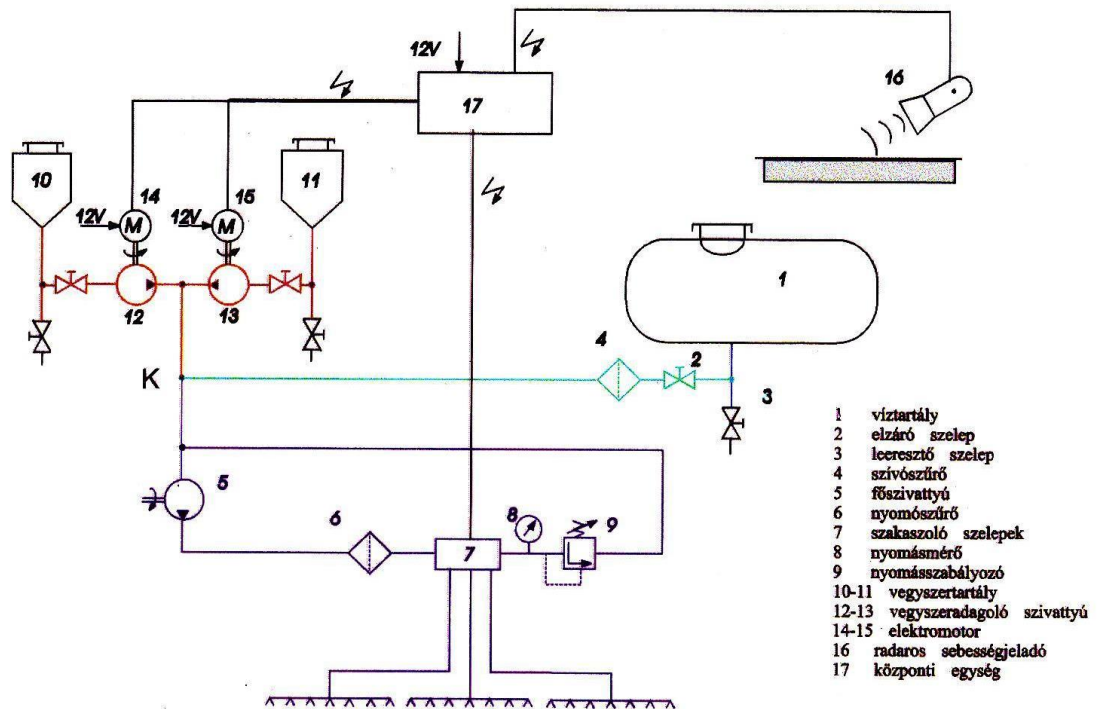 12V
17
16
10
14
15
11
12V
M
12V
M
12
13
1
4
2
K
3
5
6
7
8
9
1 víztartály
2 elzáró szelep
3 leeresztő szelep
4 szívószűrő
5 főszivattyú
6 nyomószűrő
7 szakaszoló szelepek
8 nyomásmérő
9 nyomásszabályozó
10-11 vegyszertartály
12-13 vegyszeradagoló szivattyú
14-15 elektromotor
16 radaros sebességjeladó
17 központi egység